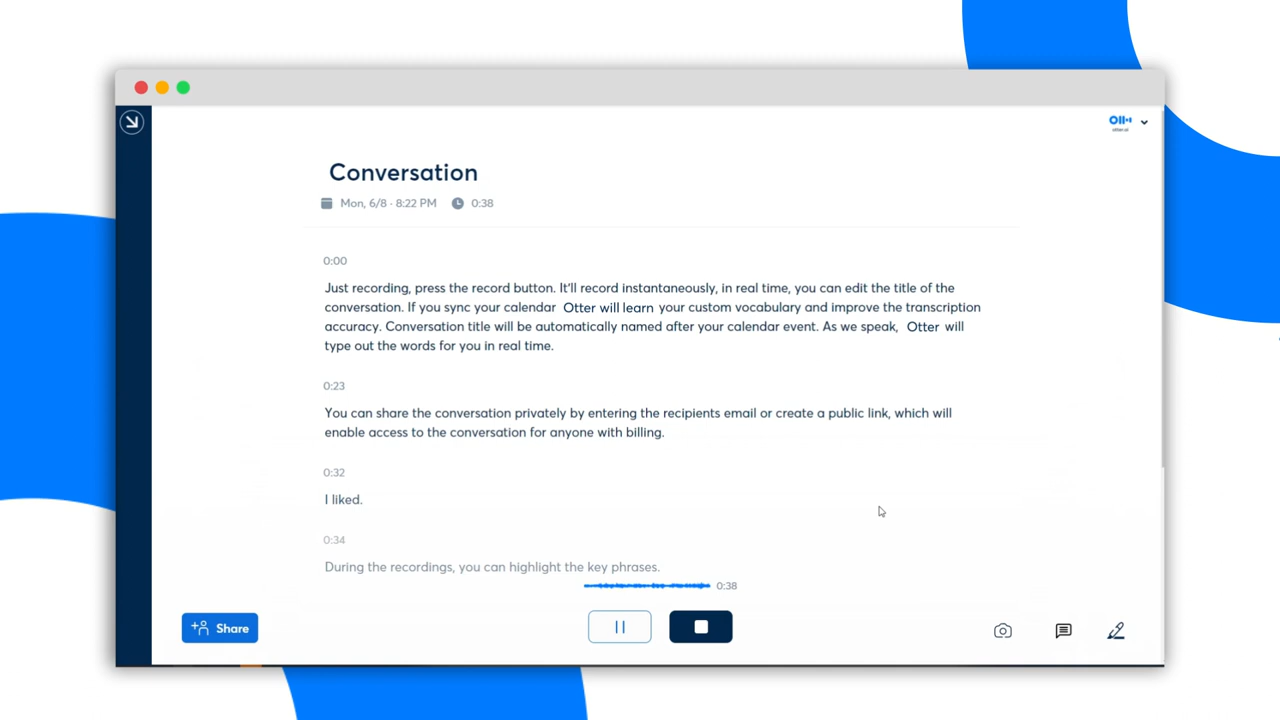 otter.ai
Conversation
Mon, 6/8 · 8:22 PM 0:38
0:00
Just recording, press the record button. It'll record instantaneously, in real time, you can edit the title of the
conversation. If you sync your calendar Otter will learn your custom vocabulary and improve the transcription
accuracy. Conversation title will be automatically named after your calendar event. As we speak, Otter will
type out the words for you in real time.
0:23
You can share the conversation privately by entering the recipients email or create a public link, which will
enable access to the conversation for anyone with billing.
0:32
I liked.
0:34
During the recordings, you can highlight the key phrases.
0:38
Share